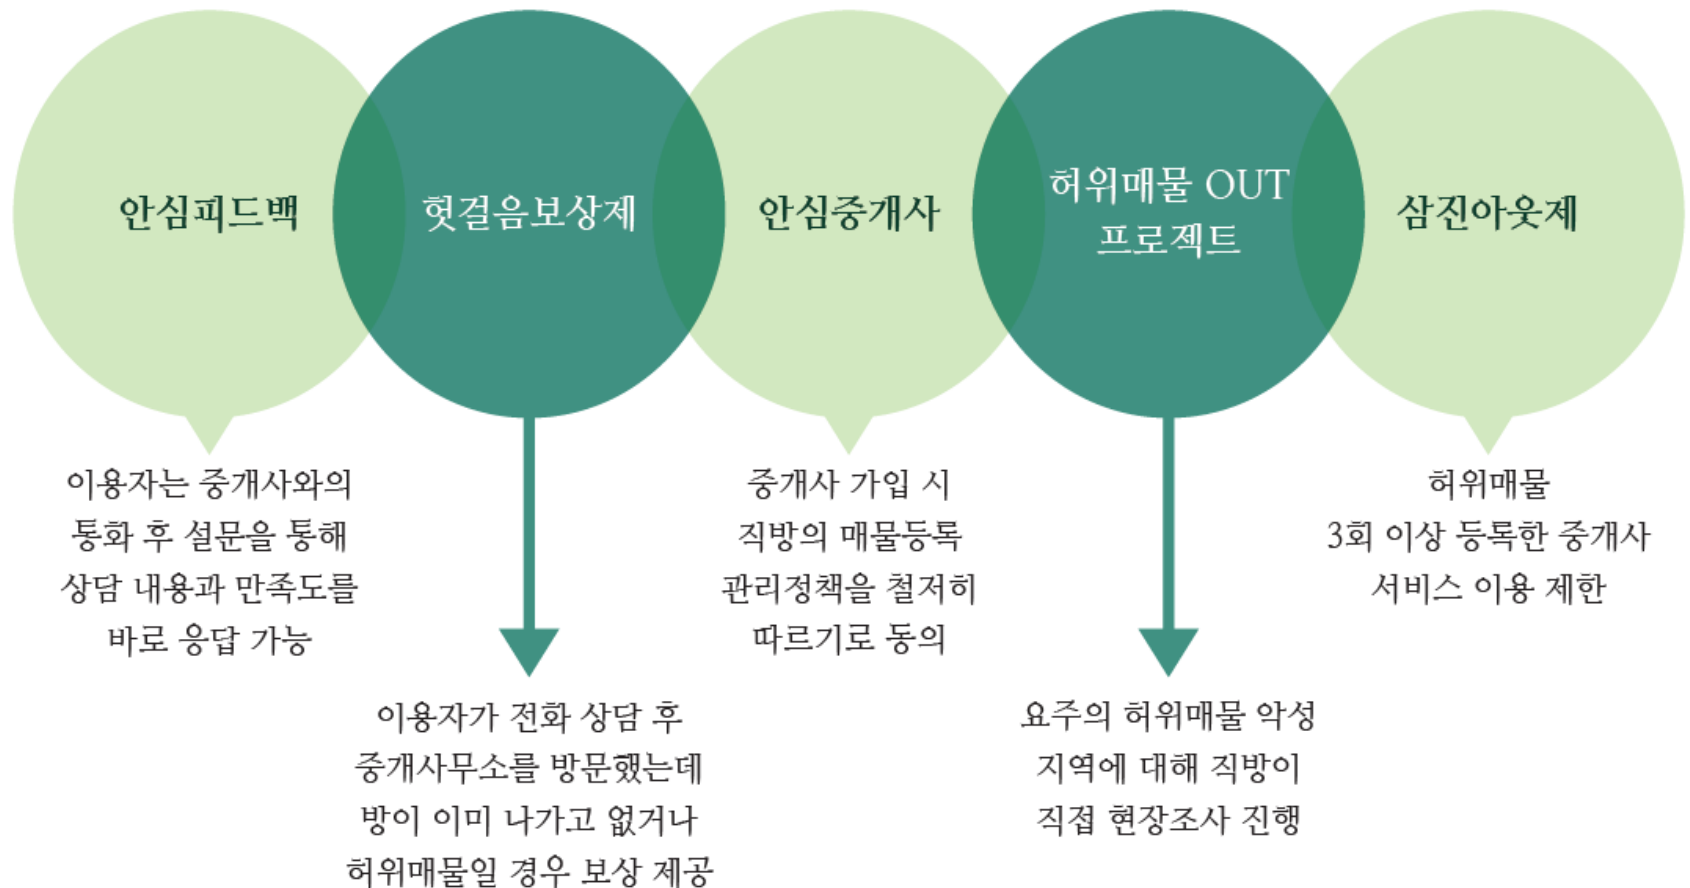 안심피드백
이용자는 중개사와의
통화 후 설문을 통해
상담 내용과 만족도를
바로 응답 가능
헛걸음보상제
이용자가 전화 상담 후
중개사무소를 방문했는데
방이 이미 나가고 없거나
허위매물일 경우 보상 제공
안심중개사
중개사 가입 시
직방의 매물등록
관리정책을 철저히
따르기로 동의
허위매물 OUT
프로젝트
요주의 허위매물 악성
지역에 대해 직방이
직접 현장조사 진행
삼진아웃제
허위매물
3회 이상 등록한 중개사
서비스 이용 제한